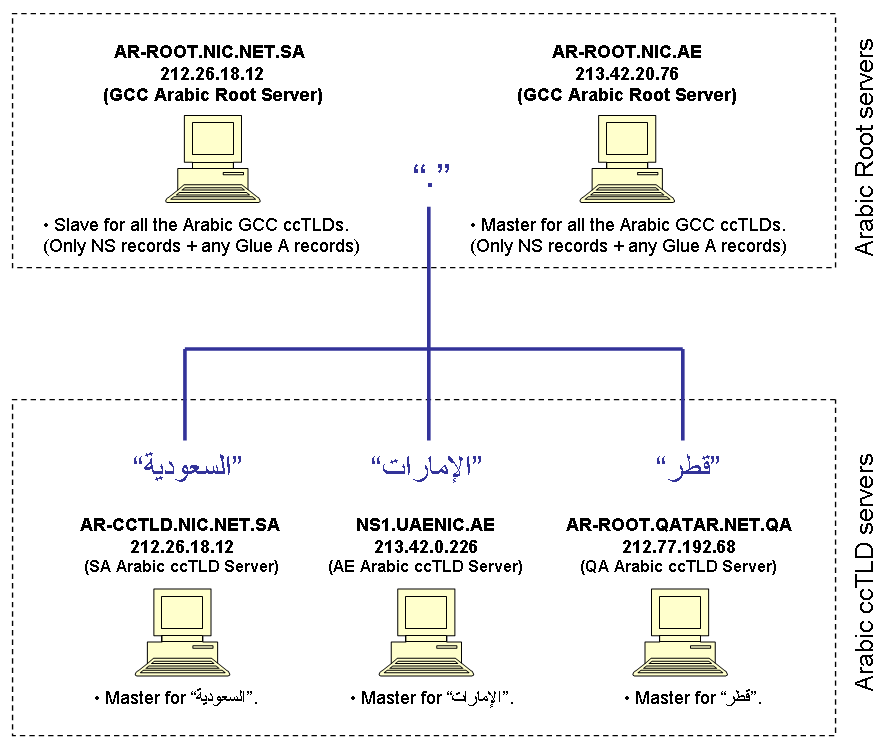 AR-ROOT.NIC.NET.SA
212.26.18.12
(GCC Arabic Root Server)
AR-ROOT.NIC.AE
213.42.20.76
(GCC Arabic Root Server)
“.”
• Slave for all the Arabic GCC ccTLDs.
(Only NS records + any Glue A records)
• Master for all the Arabic GCC ccTLDs.
(Only NS records + any Glue A records)
Arabic Root servers
“السعودية”
“الإمارات”
“قطر”
AR-CCTLD.NIC.NET.SA
212.26.18.12
(SA Arabic ccTLD Server)
NS1.UAENIC.AE
213.42.0.226
(AE Arabic ccTLD Server)
AR-ROOT.QATAR.NET.QA
212.77.192.68
(QA Arabic ccTLD Server)
• Master for “السعودية”.
• Master for “الإمارات”.
• Master for “قطر”.
Arabic ccTLD servers